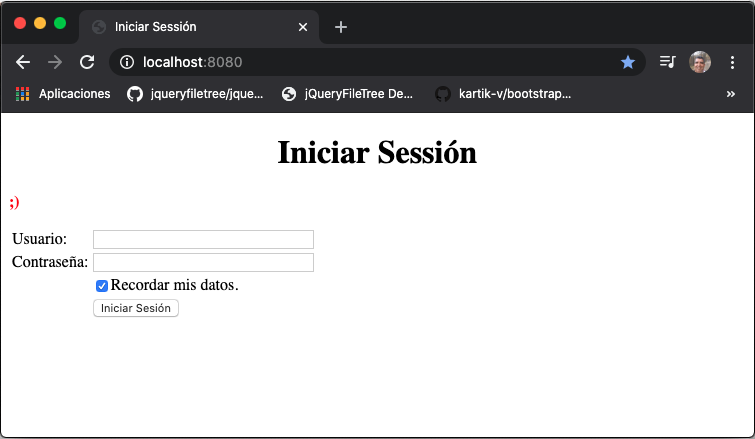 Iniciar Sessión
localhost:8080
Aplicaciones jqueryfiletree/jque... jQueryFileTree De... kartik-v/bootstrap... »
Iniciar Sessión
;)
Usuario:
Contraseña:
Recordar mis datos.
Iniciar Sesión